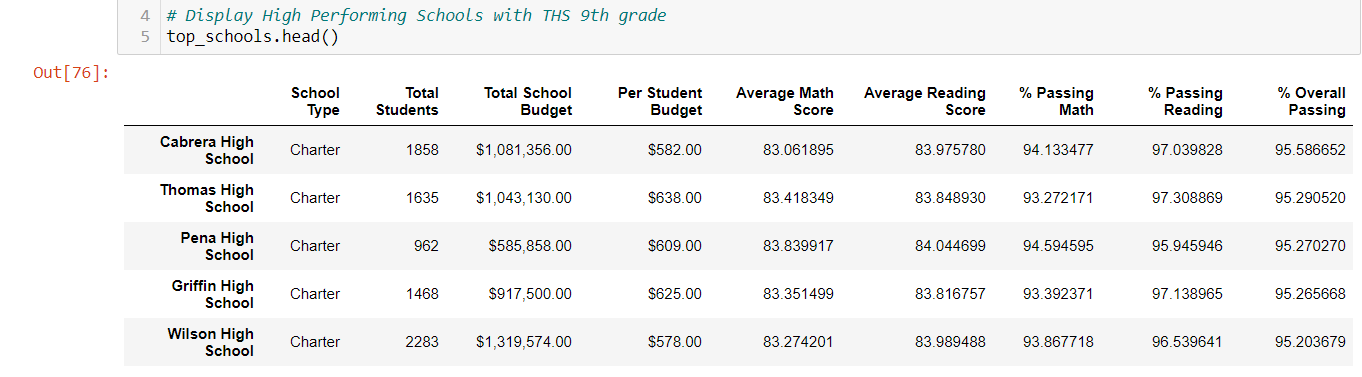 4 # Display High Performing Schools with THS 9th grade
5 top_schools.head()
Out[76]:
School Type Total Students Total School Budget Per Student Budget Average Math Score Average Reading Score % Passing Math % Passing Reading % Overall Passing
Cabrera High School Charter 1858 $1,081,356.00 $582.00 83.061895 83.975780 94.133477 97.039828 95.586652
Thomas High School Charter 1635 $1,043,130.00 $638.00 83.418349 83.848930 93.272171 97.308869 95.290520
Pena High School Charter 962 $585,858.00 $609.00 83.839917 84.044699 94.594595 95.945946 95.270270
Griffin High School Charter 1468 $917,500.00 $625.00 83.351499 83.816757 93.392371 97.138965 95.265668
Wilson High School Charter 2283 $1,319,574.00 $578.00 83.274201 83.989488 93.867718 96.539641 95.203679